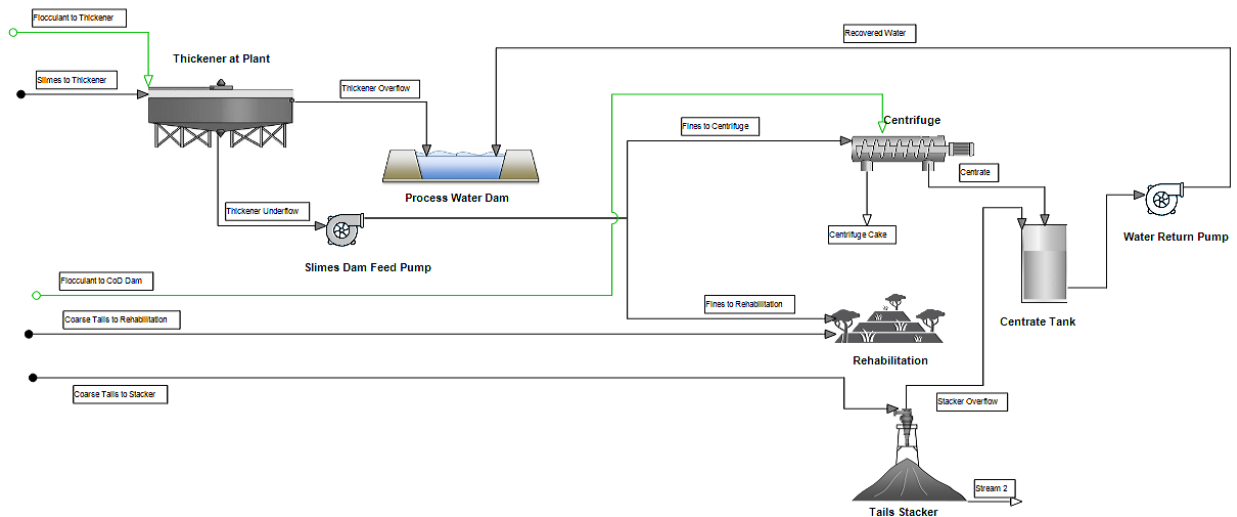 Flocculant to Thickener
Recovered Water
Thickener at Plant
Slimes to Thickener
Thickener Overflow
Centrifuge
Fines to Centrifuge
Centrate
Process Water Dam
Thickener Underflow
Centrifuge Cake
Water Return Pump
Slimes Dam Feed Pump
Flocculant to CoD Dam
Fines to Rehabilitation
Coarse Tails to Rehabilitation
Centrate Tank
Rehabilitation
Coarse Tails to Stacker
Stacker Overflow
Stream 2
Tails Stacker